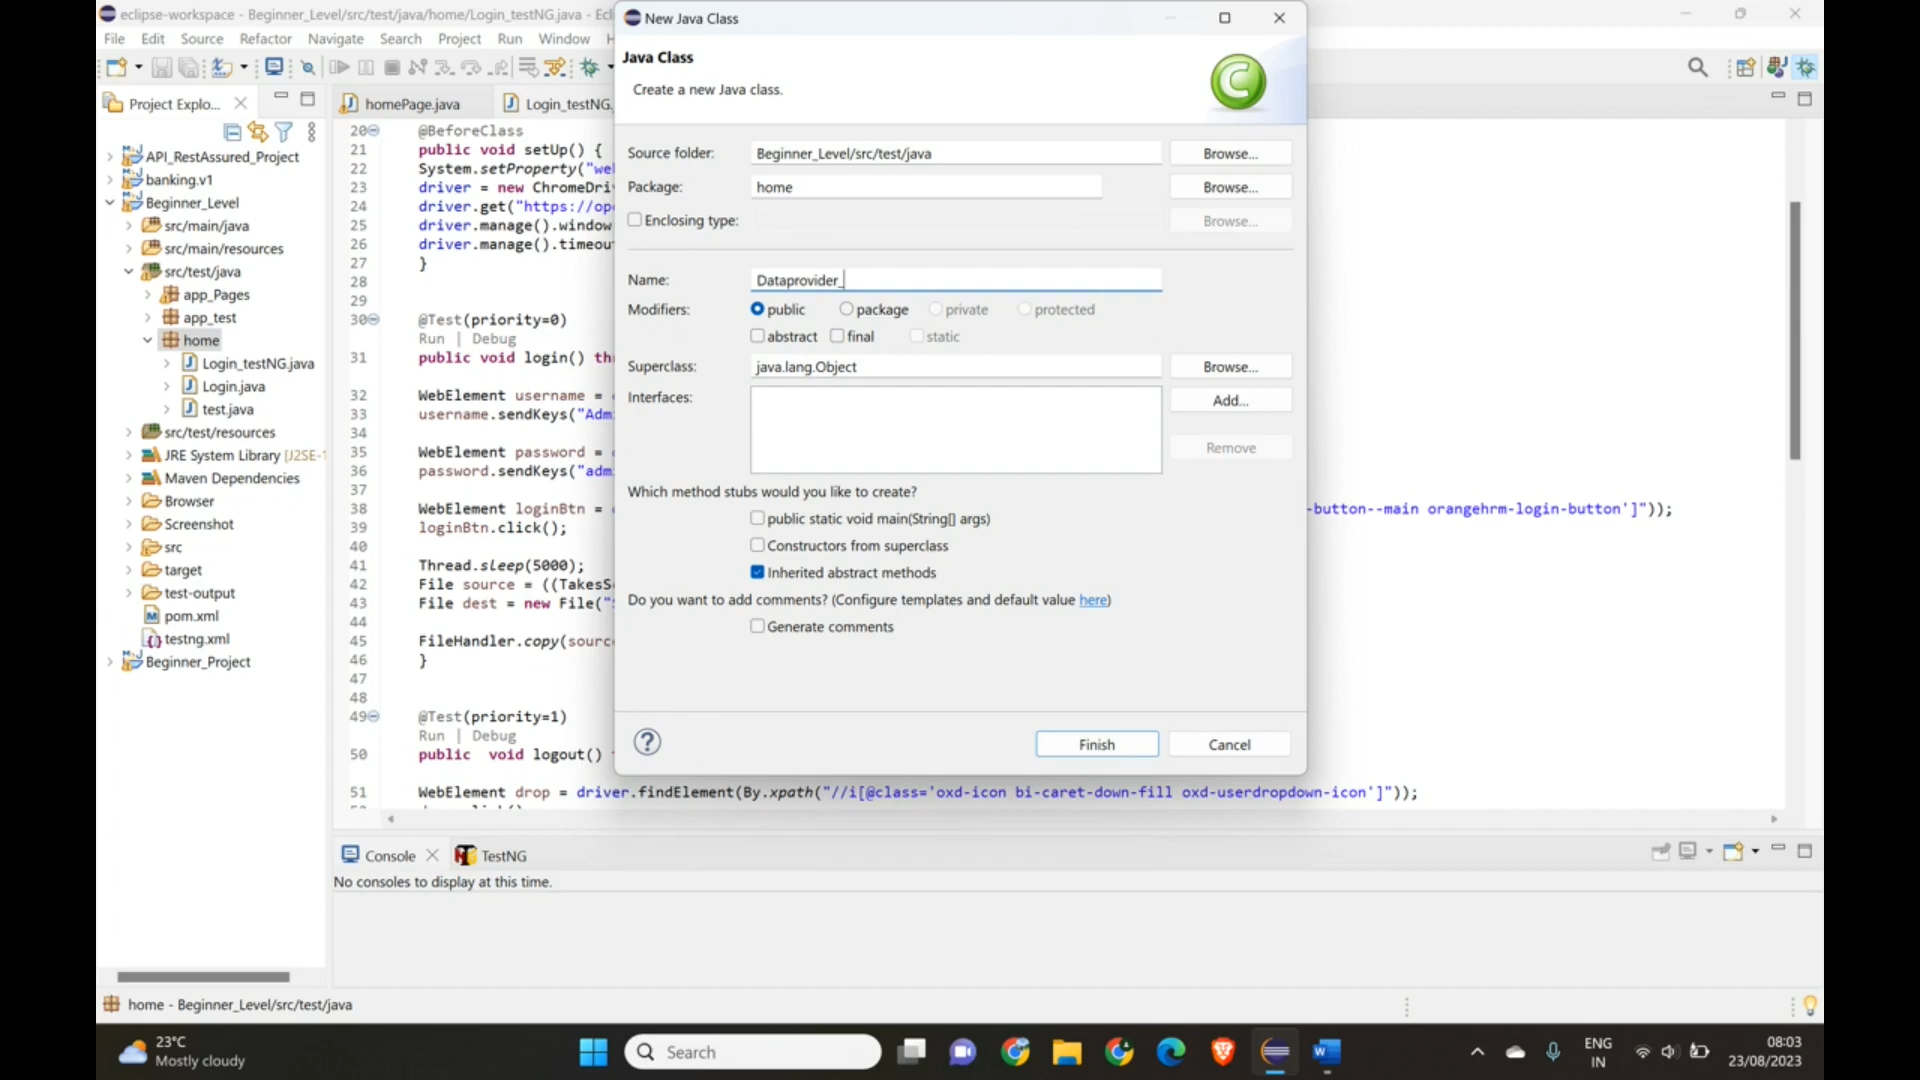 eclipse-workspace - Beginner_Level/src/test/java/home/Login_testNG.java - Ecl
File Edit Source Refactor Navigate Search Project Run Window H
Project Explo...
API_RestAssured_Project
banking.v1
Beginner_Level
src/main/java
src/main/resources
src/test/java
app_Pages
app_test
home
Login_testNG.java
Login.java
test.java
src/test/resources
JRE System Library [J2SE-1
Maven Dependencies
Browser
Screenshot
src
target
test-output
pom.xml
testng.xml
Beginner_Project
homePage.java
Login_testNG.
20 @BeforeClass
21 public void setUp() {
22 System.setProperty("we
23 driver = new ChromeDri
24 driver.get("https://op
25 driver.manage().window
26 driver.manage().timeou
27 }
28
29
30 @Test(priority=0)
Run | Debug
31 public void login() th
32 WebElement username =
33 username.sendKeys("Adm
34
35 WebElement password =
36 password.sendKeys("adm
37
38 WebElement loginBtn = -button--main orangehrm-login-button']"));
39 loginBtn.click();
40
41 Thread.sleep(5000);
42 File source = ((TakesS
43 File dest = new File("
44
45 FileHandler.copy(sourc
46 }
47
48
49 @Test(priority=1)
Run | Debug
50 public void logout()
51 WebElement drop = driver.findElement(By.xpath("//i[@class='oxd-icon bi-caret-down-fill oxd-userdropdown-icon']"));
New Java Class
Java Class
Create a new Java class.
Source folder: Beginner_Level/src/test/java Browse...
Package: home Browse...
Enclosing type: Browse...
Name: Dataprovider_
Modifiers: public package private protected
abstract final static
Superclass: java.lang.Object Browse...
Interfaces: Add...
Remove
Which method stubs would you like to create?
public static void main(String[] args)
Constructors from superclass
Inherited abstract methods
Do you want to add comments? (Configure templates and default value here)
Generate comments
Finish Cancel
Console TestNG
No consoles to display at this time.
home - Beginner_Level/src/test/java
23°C
Mostly cloudy
Search
ENG
IN
08:03
23/08/2023